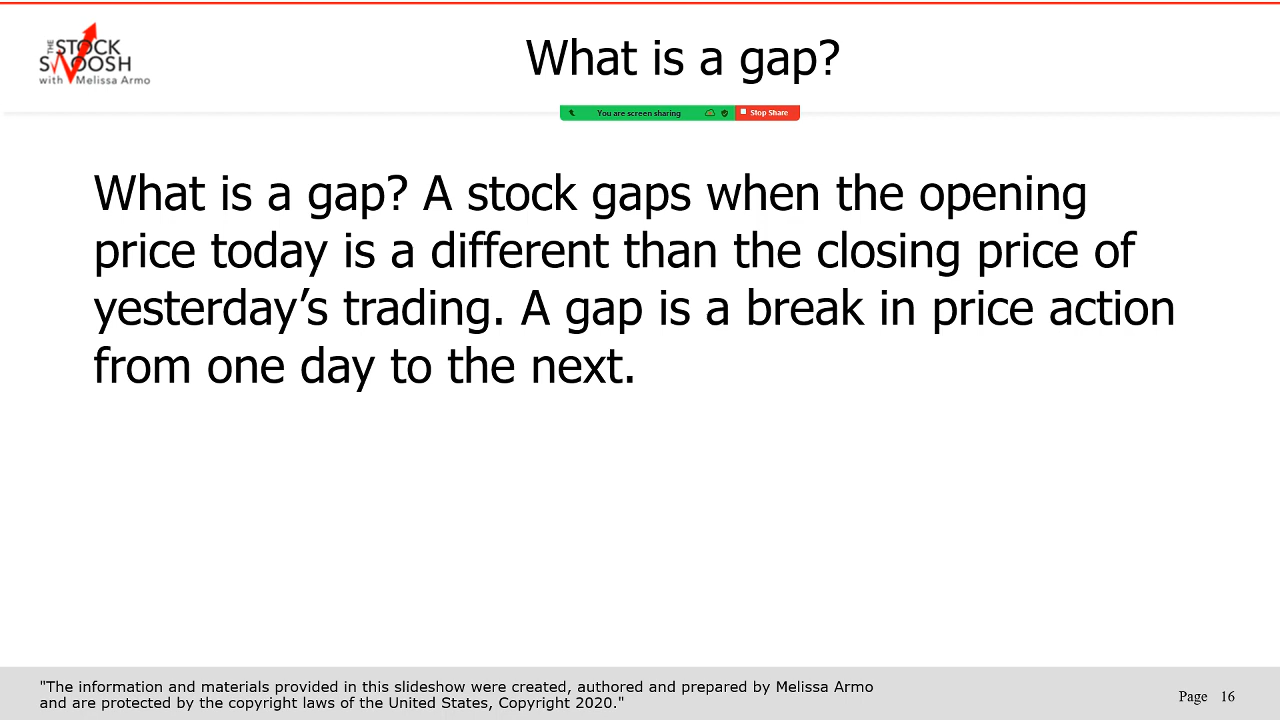 THE
STOCK
SWOOSH
with Melissa Armo
What is a gap?
You are screen sharing
Stop Share
What is a gap? A stock gaps when the opening
price today is a different than the closing price of
yesterday’s trading. A gap is a break in price action
from one day to the next.
"The information and materials provided in this slideshow were created, authored and prepared by Melissa Armo
and are protected by the copyright laws of the United States, Copyright 2020."
Page 16